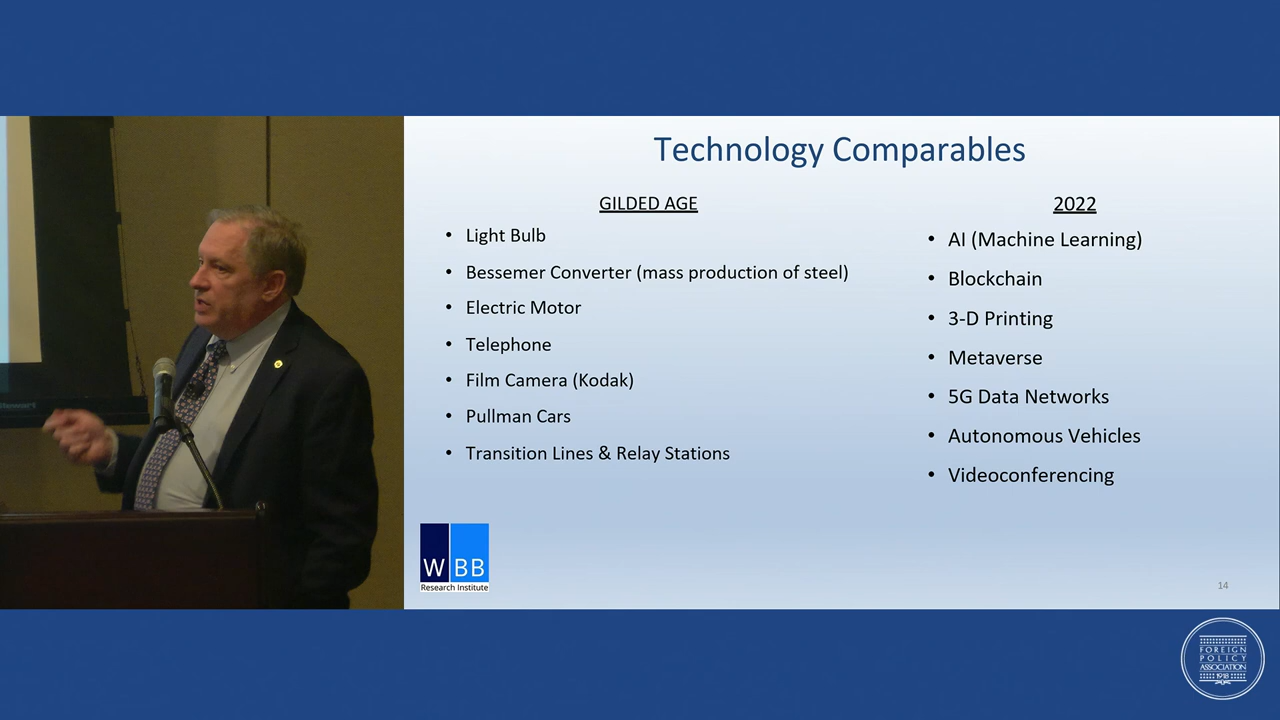 Technology Comparables
GILDED AGE
• Light Bulb
• Bessemer Converter (mass production of steel)
• Electric Motor
• Telephone
• Film Camera (Kodak)
• Pullman Cars
• Transition Lines & Relay Stations
2022
• AI (Machine Learning)
• Blockchain
• 3-D Printing
• Metaverse
• 5G Data Networks
• Autonomous Vehicles
• Videoconferencing
WBB
Research Institute
14
FOREIGN
POLICY
ASSOCIATION
1918